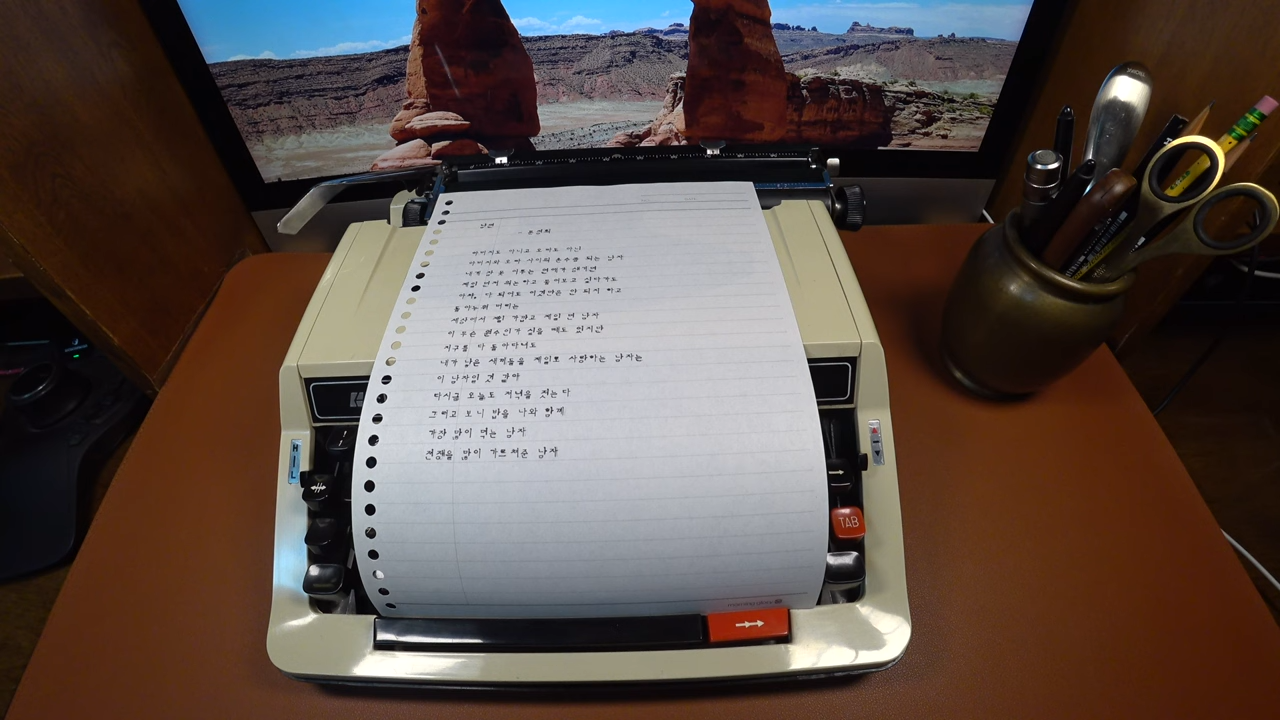 남편
- 문정희
아버지도 아니고 오빠도 아닌
아버지와 오빠 사이의 촌수쯤 되는 남자
내게 잠 못 이루는 연애가 생기면
제일 먼저 의논하고 물어보고 싶다가도
아차, 다 되어도 이것만은 안 되지 하고
돌아누워 버리는
세상에서 제일 가깝고 제일 먼 남자
이 무슨 원수인가 싶을 때도 있지만
지구를 다 돌아다녀도
내가 낳은 새끼들을 제일로 사랑하는 남자는
이 남자일 것 같아
다시금 오늘도 저녁을 짓는다
그러고 보니 밥을 나와 함께
가장 많이 먹는 남자
전쟁을 많이 가르쳐준 남자
TAB